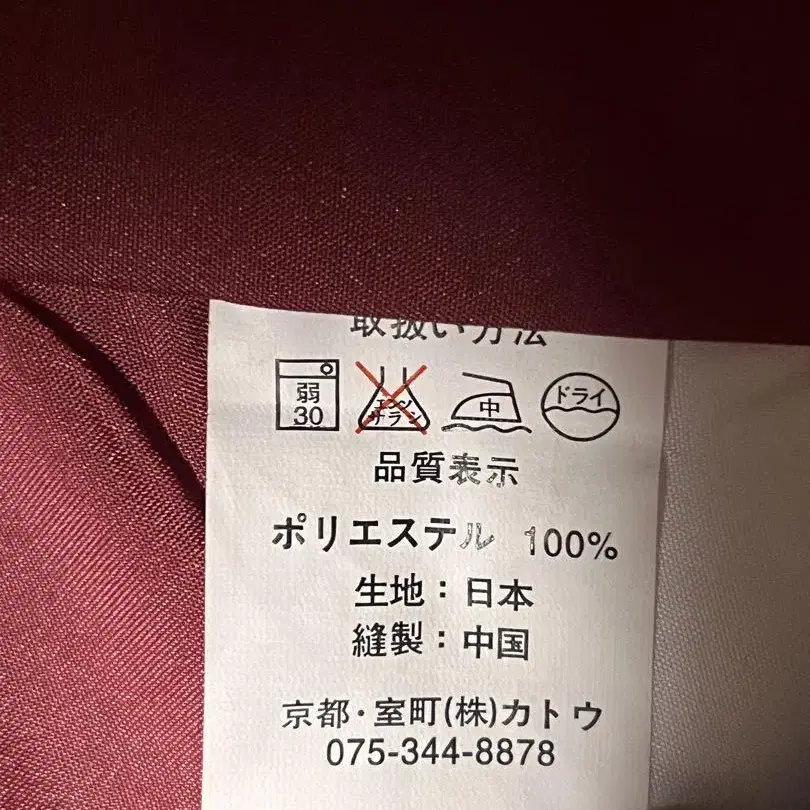 取扱い方法
弱 エンソ 中 ドライ
30 サラシ
品質表示
ポリエステル 100%
生地：日本
縫製：中国
京都・室町(株)カトウ
075-344-8878